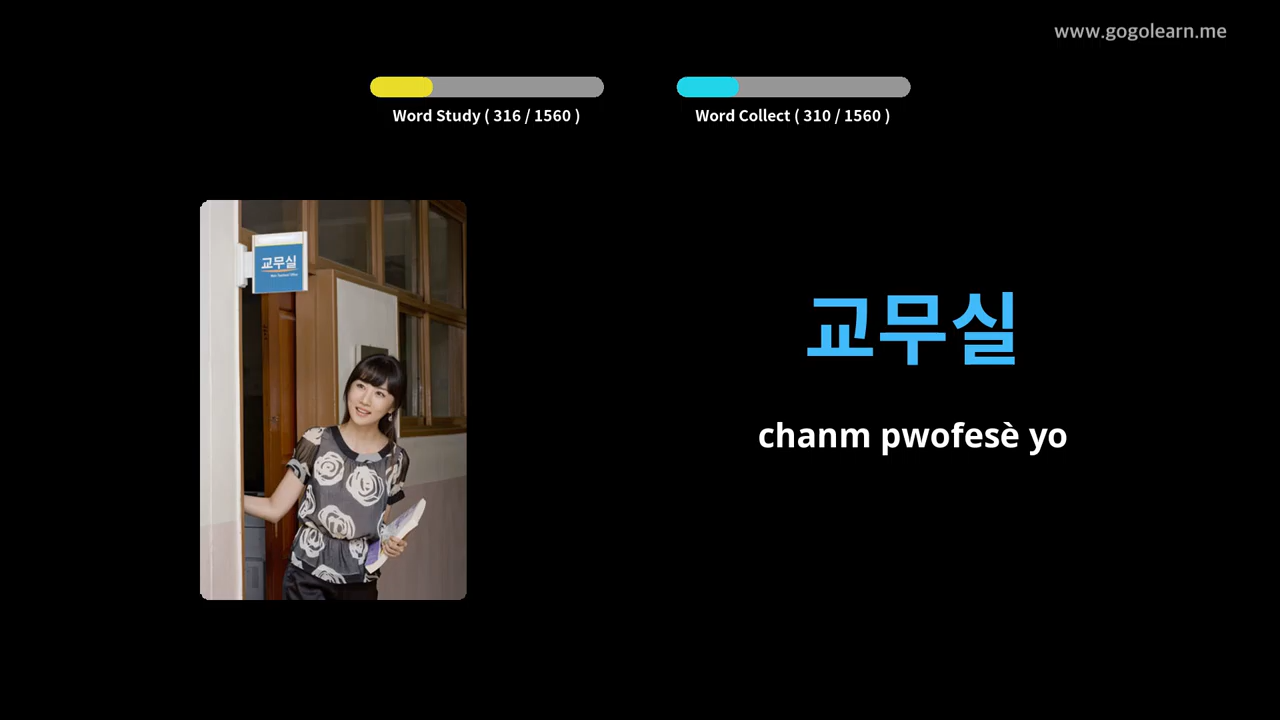 www.gogolearn.me
Word Study ( 316 / 1560 )
Word Collect ( 310 / 1560 )
교무실
교무실
chanm pwofesè yo